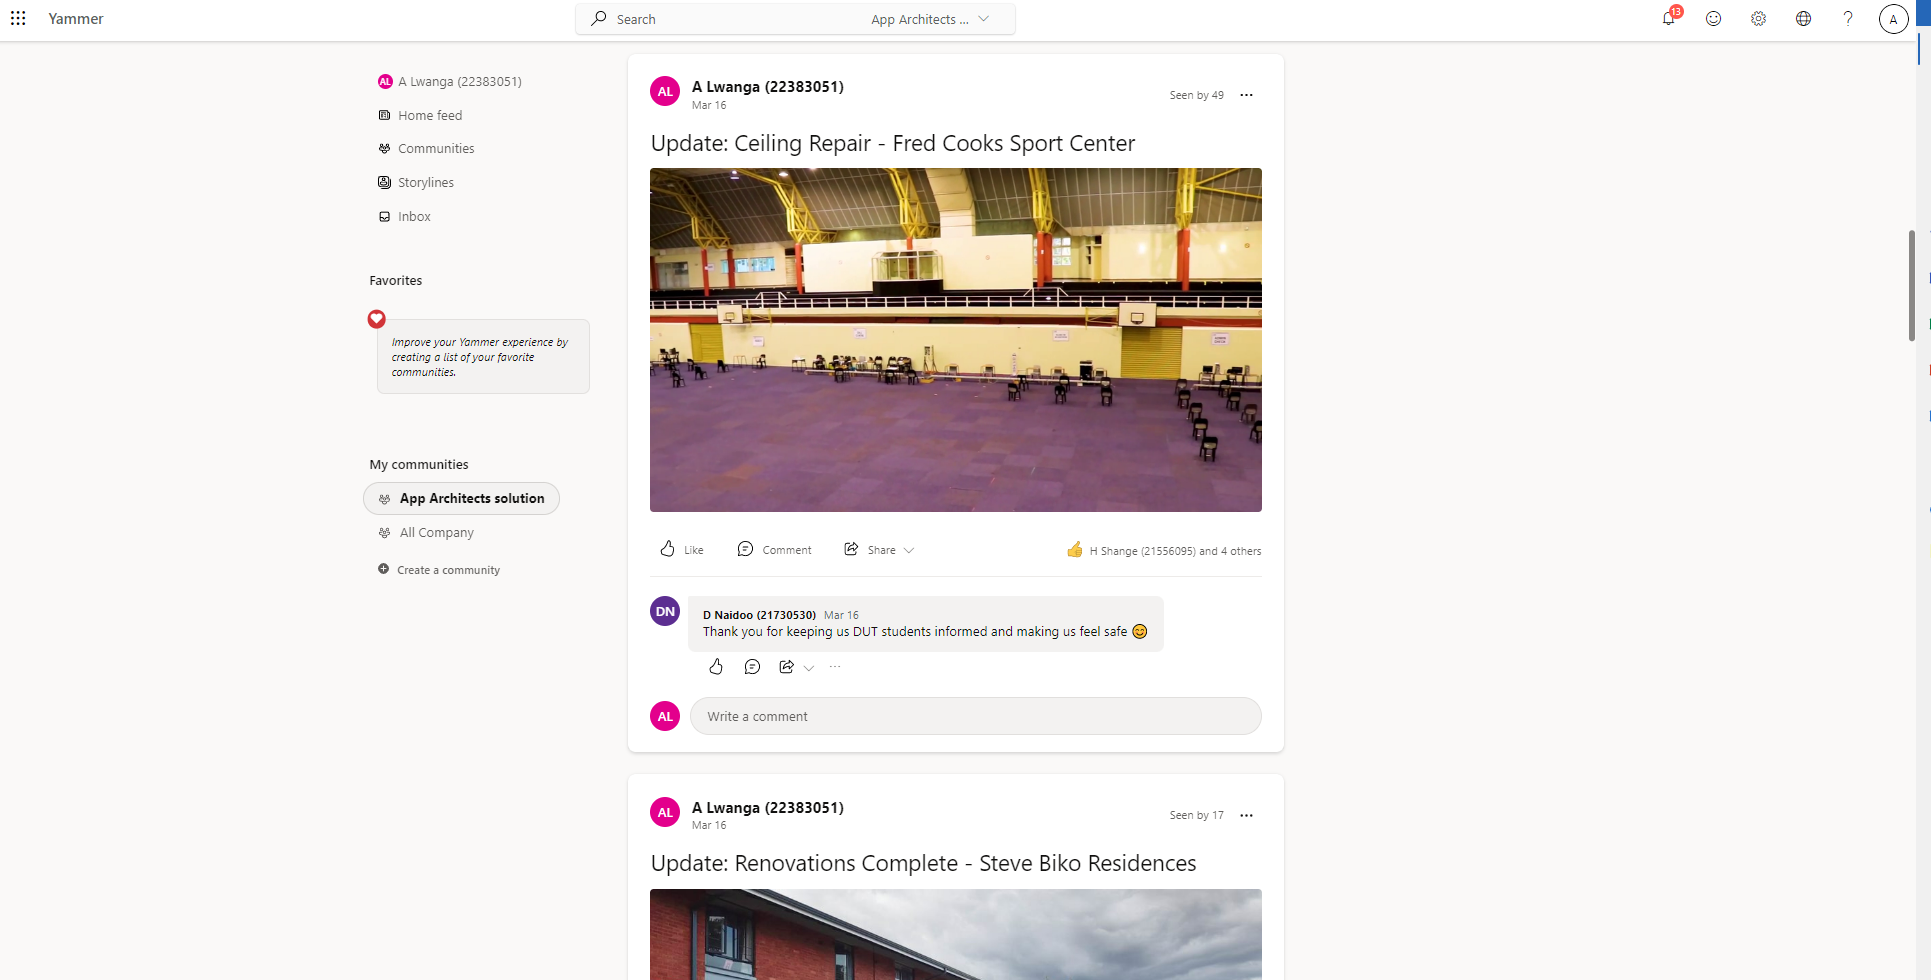 Yammer
Search
App Architects ...
13
A
AL A Lwanga (22383051)
Home feed
Communities
Storylines
Inbox
Favorites
Improve your Yammer experience by
creating a list of your favorite
communities.
My communities
App Architects solution
All Company
Create a community
AL
A Lwanga (22383051)
Mar 16
Seen by 49
Update: Ceiling Repair - Fred Cooks Sport Center
Like
Comment
Share
👍 H Shange (21556095) and 4 others
DN
D Naidoo (21730530) Mar 16
Thank you for keeping us DUT students informed and making us feel safe 😊
AL
Write a comment
AL
A Lwanga (22383051)
Mar 16
Seen by 17
Update: Renovations Complete - Steve Biko Residences